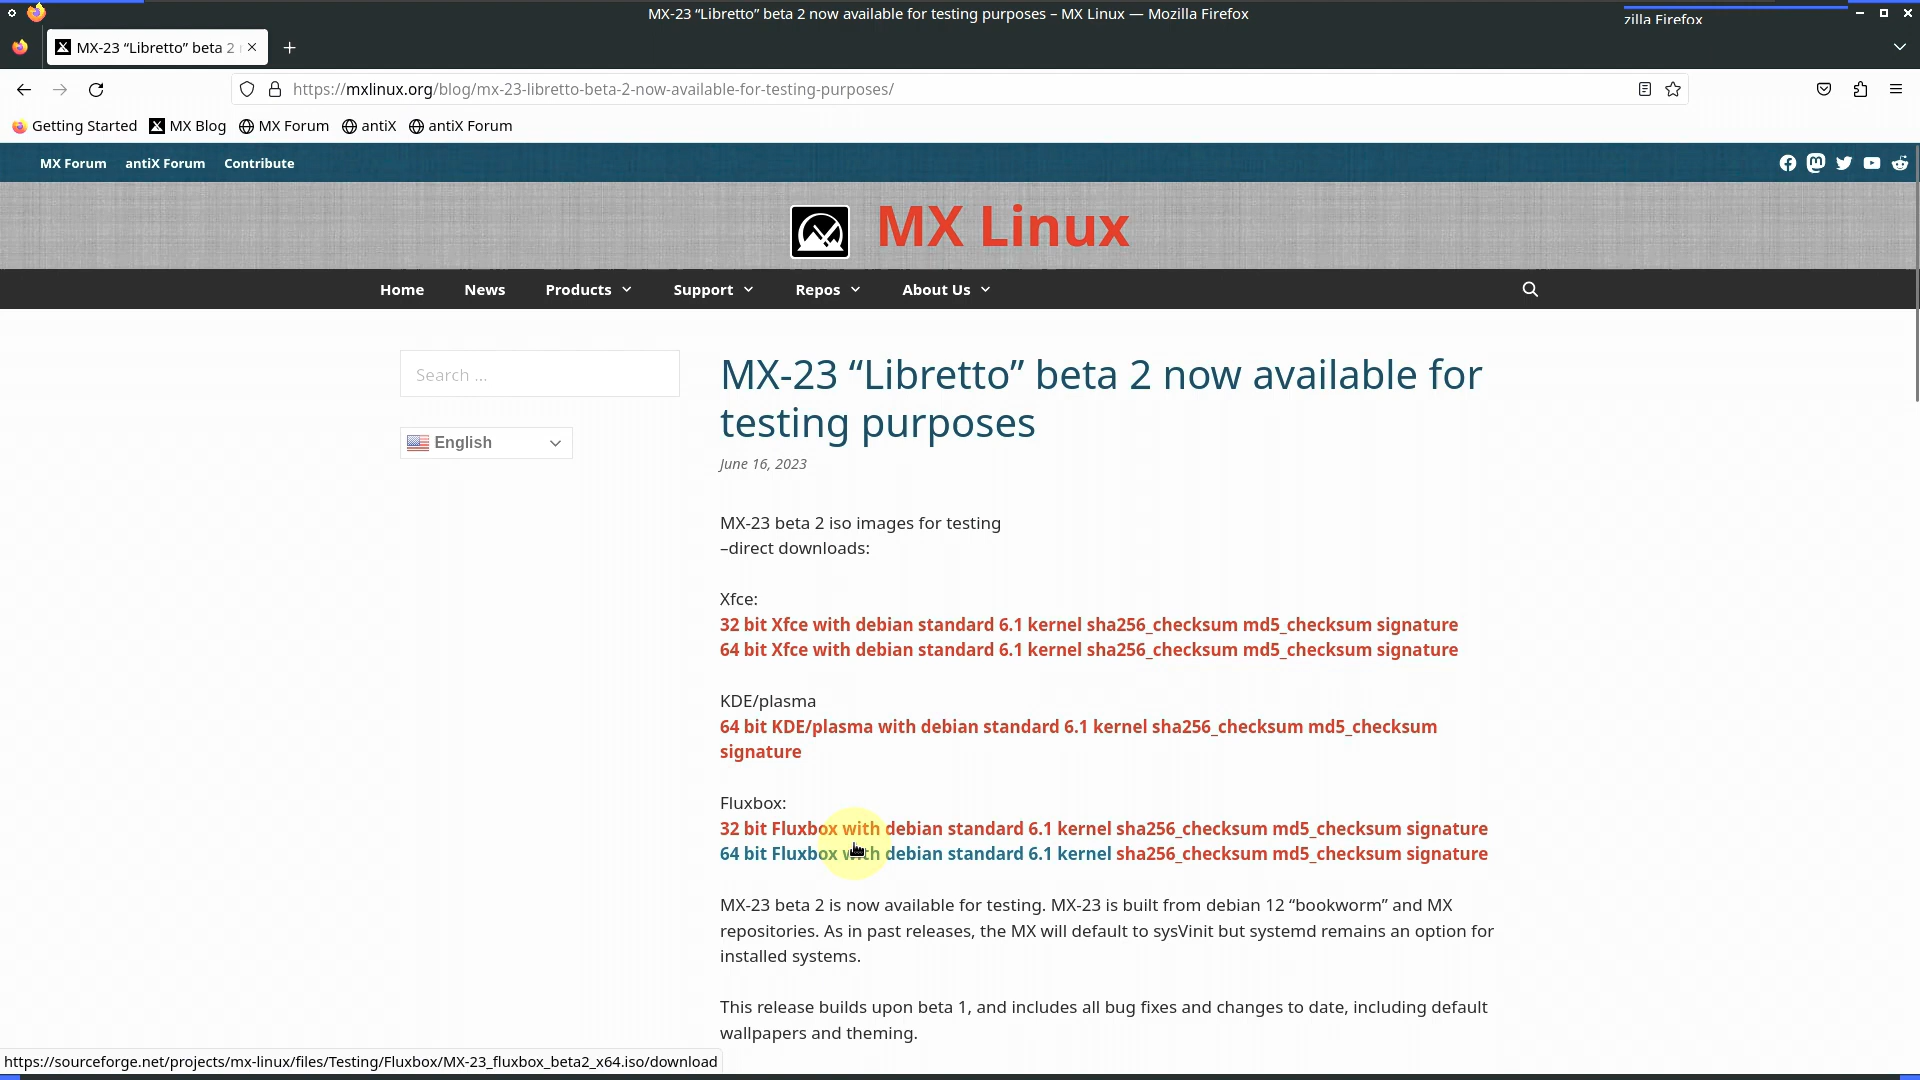 MX-23 “Libretto” beta 2 now available for testing purposes – MX Linux — Mozilla Firefox
zilla Firefox
MX-23 “Libretto” beta 2
https://mxlinux.org/blog/mx-23-libretto-beta-2-now-available-for-testing-purposes/
Getting Started MX Blog MX Forum antiX antiX Forum
MX Forum antiX Forum Contribute
MX Linux
Home News Products Support Repos About Us
Search ...
English
MX-23 “Libretto” beta 2 now available for
testing purposes
June 16, 2023
MX-23 beta 2 iso images for testing
–direct downloads:
Xfce:
32 bit Xfce with debian standard 6.1 kernel sha256_checksum md5_checksum signature
64 bit Xfce with debian standard 6.1 kernel sha256_checksum md5_checksum signature
KDE/plasma
64 bit KDE/plasma with debian standard 6.1 kernel sha256_checksum md5_checksum
signature
Fluxbox:
32 bit Fluxbox with debian standard 6.1 kernel sha256_checksum md5_checksum signature
64 bit Fluxbox with debian standard 6.1 kernel sha256_checksum md5_checksum signature
MX-23 beta 2 is now available for testing. MX-23 is built from debian 12 “bookworm” and MX
repositories. As in past releases, the MX will default to sysVinit but systemd remains an option for
installed systems.
This release builds upon beta 1, and includes all bug fixes and changes to date, including default
wallpapers and theming.
https://sourceforge.net/projects/mx-linux/files/Testing/Fluxbox/MX-23_fluxbox_beta2_x64.iso/download